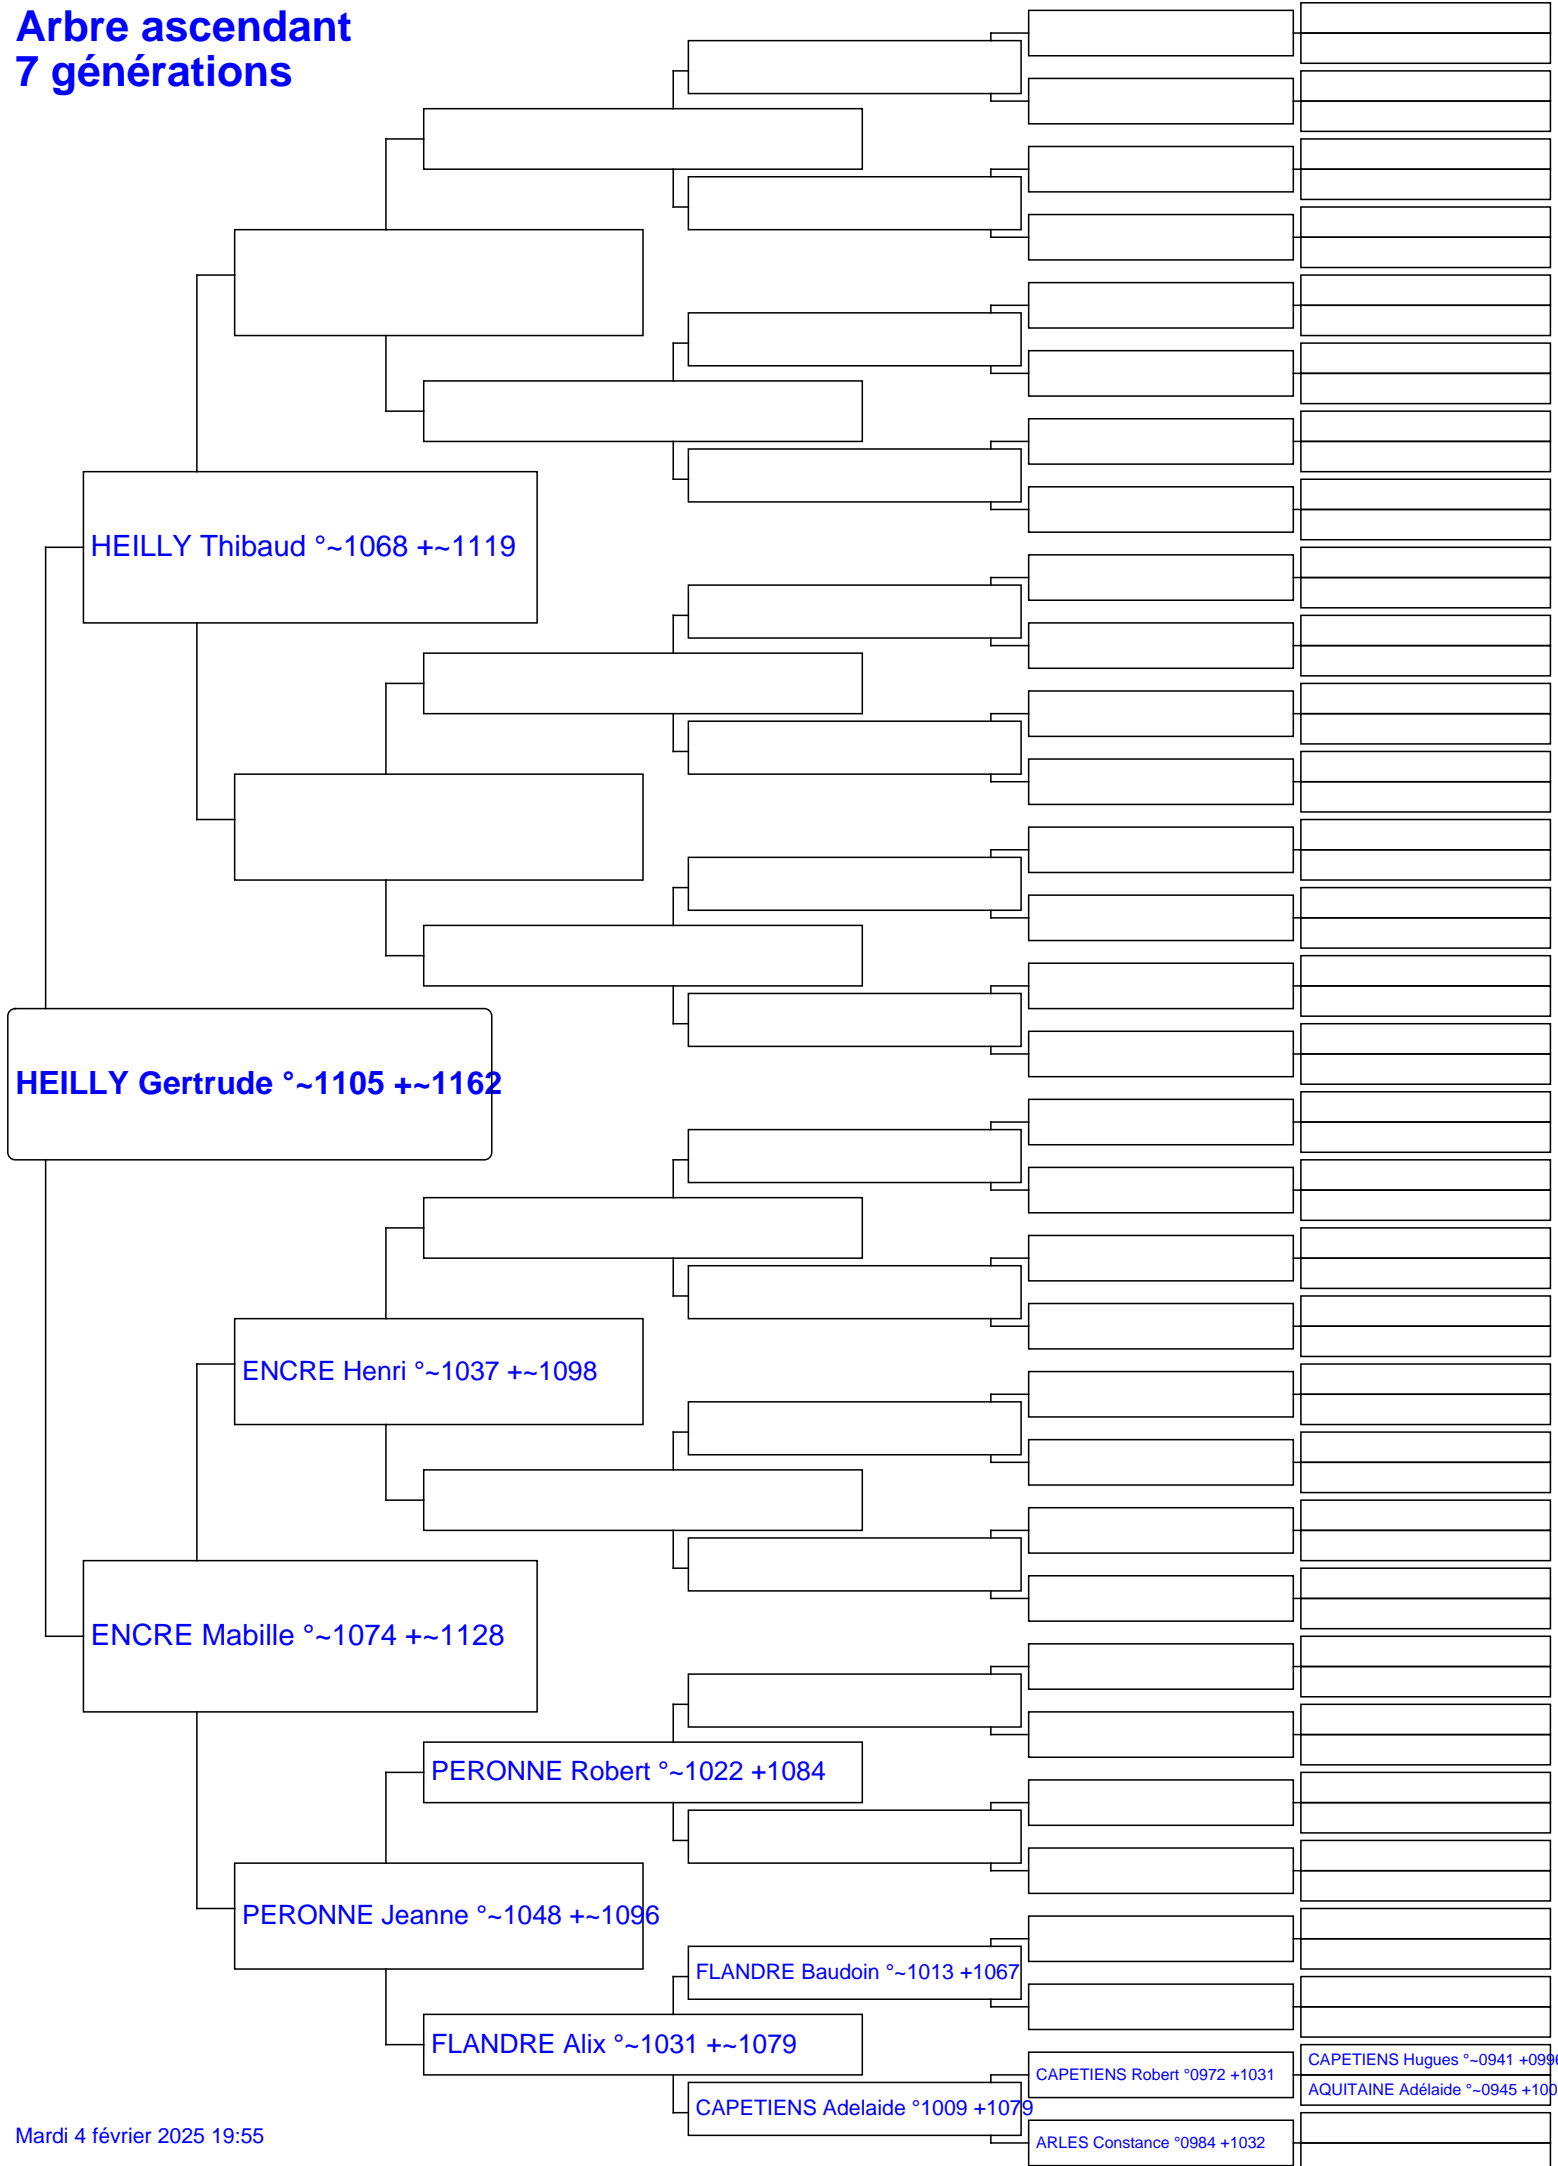 Arbre ascendant
7 générations
HEILLY Thibaud °~1068 +~1119
HEILLY Gertrude °~1105 +~1162
ENCRE Henri °~1037 +~1098
ENCRE Mabille °~1074 +~1128
PERONNE Robert °~1022 +1084
PERONNE Jeanne °~1048 +~1096
FLANDRE Baudoin °~1013 +1067
FLANDRE Alix °~1031 +~1079
CAPETIENS Hugues °~0941 +0996
CAPETIENS Robert °0972 +1031
AQUITAINE Adélaide °~0945 +100
CAPETIENS Adelaide °1009 +1079
ARLES Constance °0984 +1032
Mardi 4 février 2025 19:55